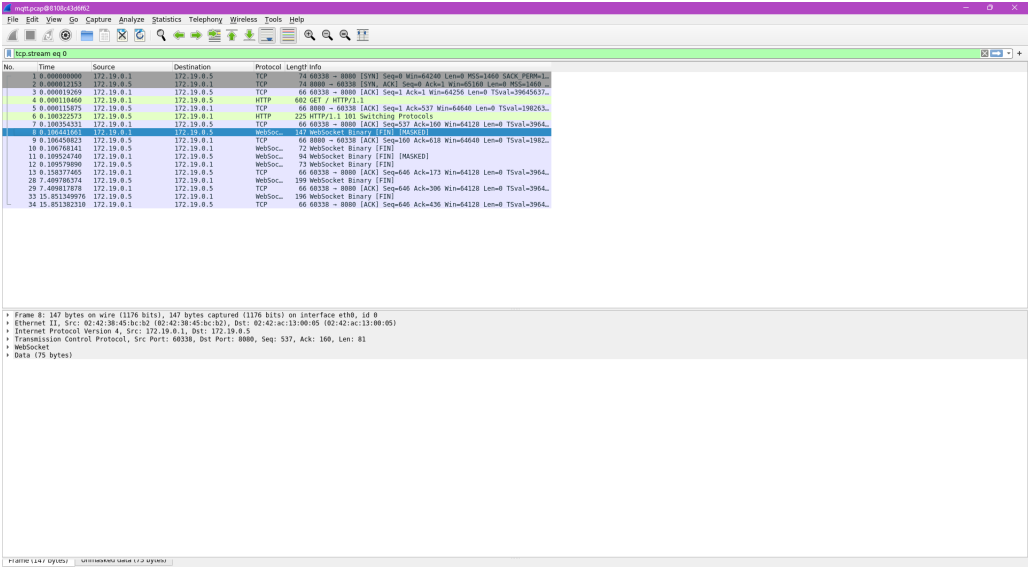 mqtt.pcap@8108c43d6f62
File Edit View Go Capture Analyze Statistics Telephony Wireless Tools Help
tcp.stream eq 0
No. Time Source Destination Protocol Length Info
1 0.000000000 172.19.0.1 172.19.0.5 TCP 74 60338 → 8080 [SYN] Seq=0 Win=64240 Len=0 MSS=1460 SACK_PERM=1…
2 0.000012153 172.19.0.5 172.19.0.1 TCP 74 8080 → 60338 [SYN, ACK] Seq=0 Ack=1 Win=65160 Len=0 MSS=1460 …
3 0.000019269 172.19.0.1 172.19.0.5 TCP 66 60338 → 8080 [ACK] Seq=1 Ack=1 Win=64256 Len=0 TSval=39645637…
4 0.000110460 172.19.0.1 172.19.0.5 HTTP 602 GET / HTTP/1.1
5 0.000115875 172.19.0.5 172.19.0.1 TCP 66 8080 → 60338 [ACK] Seq=1 Ack=537 Win=64640 Len=0 TSval=198263…
6 0.100322573 172.19.0.5 172.19.0.1 HTTP 225 HTTP/1.1 101 Switching Protocols
7 0.100354331 172.19.0.1 172.19.0.5 TCP 66 60338 → 8080 [ACK] Seq=537 Ack=160 Win=64128 Len=0 TSval=3964…
8 0.106441661 172.19.0.1 172.19.0.5 WebSoc… 147 WebSocket Binary [FIN] [MASKED]
9 0.106450823 172.19.0.5 172.19.0.1 TCP 66 8080 → 60338 [ACK] Seq=160 Ack=618 Win=64640 Len=0 TSval=1982…
10 0.106768141 172.19.0.5 172.19.0.1 WebSoc… 72 WebSocket Binary [FIN]
11 0.109524740 172.19.0.1 172.19.0.5 WebSoc… 94 WebSocket Binary [FIN] [MASKED]
12 0.109579890 172.19.0.5 172.19.0.1 WebSoc… 73 WebSocket Binary [FIN]
13 0.158377465 172.19.0.1 172.19.0.5 TCP 66 60338 → 8080 [ACK] Seq=646 Ack=173 Win=64128 Len=0 TSval=3964…
28 7.409786374 172.19.0.5 172.19.0.1 WebSoc… 199 WebSocket Binary [FIN]
29 7.409817878 172.19.0.1 172.19.0.5 TCP 66 60338 → 8080 [ACK] Seq=646 Ack=306 Win=64128 Len=0 TSval=3964…
33 15.851349976 172.19.0.5 172.19.0.1 WebSoc… 196 WebSocket Binary [FIN]
34 15.851382310 172.19.0.1 172.19.0.5 TCP 66 60338 → 8080 [ACK] Seq=646 Ack=436 Win=64128 Len=0 TSval=3964…
Frame 8: 147 bytes on wire (1176 bits), 147 bytes captured (1176 bits) on interface eth0, id 0
Ethernet II, Src: 02:42:38:45:bc:b2 (02:42:38:45:bc:b2), Dst: 02:42:ac:13:00:05 (02:42:ac:13:00:05)
Internet Protocol Version 4, Src: 172.19.0.1, Dst: 172.19.0.5
Transmission Control Protocol, Src Port: 60338, Dst Port: 8080, Seq: 537, Ack: 160, Len: 81
WebSocket
Data (75 bytes)
Frame (147 bytes) Unmasked data (75 bytes)